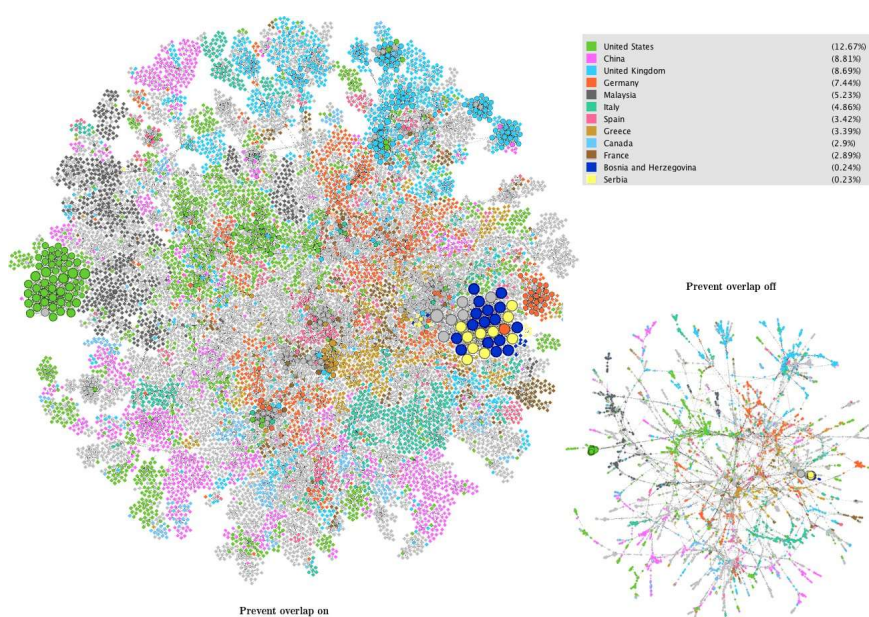 United States (12.67%)
China (8.81%)
United Kingdom (8.69%)
Germany (7.44%)
Malaysia (5.23%)
Italy (4.86%)
Spain (3.42%)
Greece (3.39%)
Canada (2.9%)
France (2.89%)
Bosnia and Herzegovina (0.24%)
Serbia (0.23%)
Prevent overlap off
Prevent overlap on